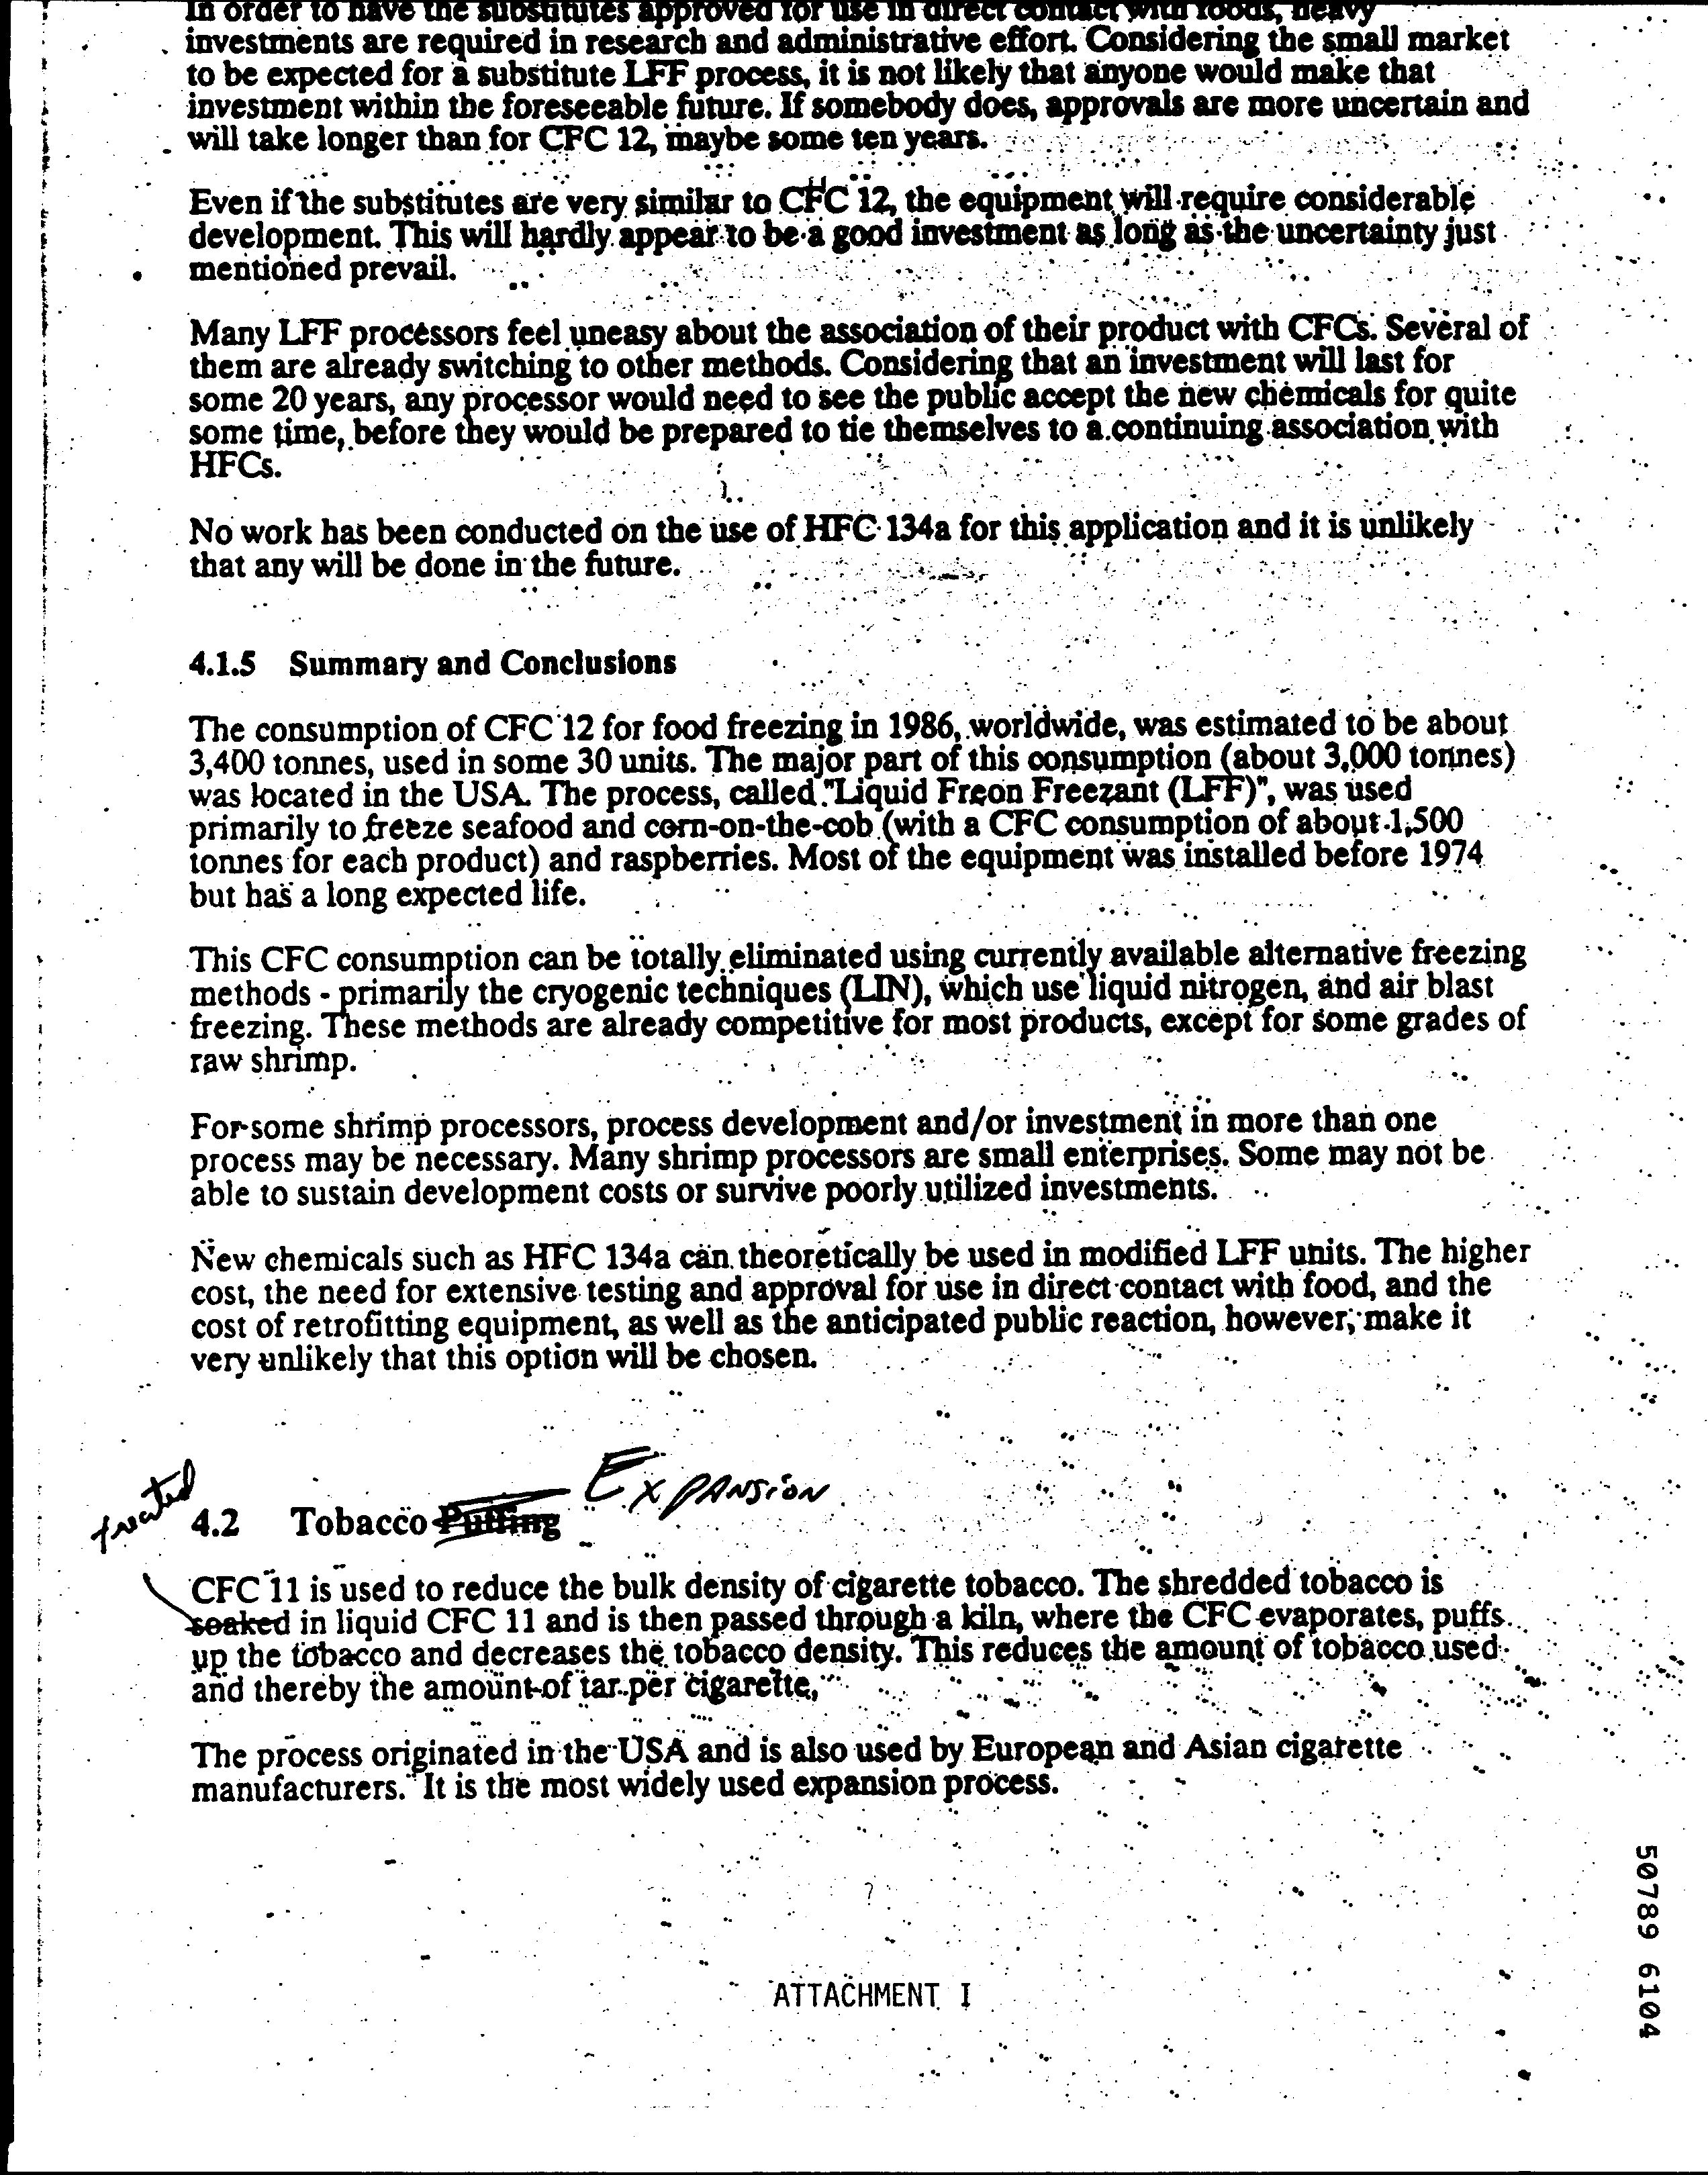 In order to have the substitutes approved for use in direct contact with foods, heavy
investments are required in research and administrative effort. Considering the small market
to be expected for a substitute LFF process, it is not likely that anyone would make that
investment within the foreseeable future. If somebody does, approvals are more uncertain and
will take longer than for CFC 12, maybe some ten years.
Even if the substitutes are very similar to CFC 12, the equipment will require considerable
development. This will hardly appear to be a good investment as long as the uncertainty just
mentioned prevail.
Many LFF processors feel uneasy about the association of their product with CFCs. Several of
them are already switching to other methods. Considering that an investment will last for
some 20 years, any processor would need to see the public accept the new chemicals for quite
some time, before they would be prepared to tie themselves to a continuing association with
HFCs.
No work has been conducted on the use of HFC 134a for this application and it is unlikely
that any will be done in the future.
4.1.5 Summary and Conclusions
The consumption of CFC 12 for food freezing in 1986, worldwide, was estimated to be about
3,400 tonnes, used in some 30 units. The major part of this consumption (about 3,000 tonnes)
was located in the USA. The process, called "Liquid Freon Freezant (LFF)", was used
primarily to freeze seafood and corn-on-the-cob (with a CFC consumption of about 1,500
tonnes for each product) and raspberries. Most of the equipment was installed before 1974
but has a long expected life.
This CFC consumption can be totally eliminated using currently available alternative freezing
methods - primarily the cryogenic techniques (LIN), which use liquid nitrogen, and air blast
freezing. These methods are already competitive for most products, except for some grades of
raw shrimp.
For some shrimp processors, process development and/or investment in more than one
process may be necessary. Many shrimp processors are small enterprises. Some may not be
able to sustain development costs or survive poorly utilized investments.
New chemicals such as HFC 134a can theoretically be used in modified LFF units. The higher
cost, the need for extensive testing and approval for use in direct contact with food, and the
cost of retrofitting equipment, as well as the anticipated public reaction, however, make it
very unlikely that this option will be chosen.
treated
4.2 Tobacco Puffing Expansion
CFC 11 is used to reduce the bulk density of cigarette tobacco. The shredded tobacco is
soaked in liquid CFC 11 and is then passed through a kiln, where the CFC evaporates, puffs
up the tobacco and decreases the tobacco density. This reduces the amount of tobacco used
and thereby the amount of tar per cigarette,
The process originated in the USA and is also used by European and Asian cigarette
manufacturers. It is the most widely used expansion process.
ATTACHMENT I
50789 6104